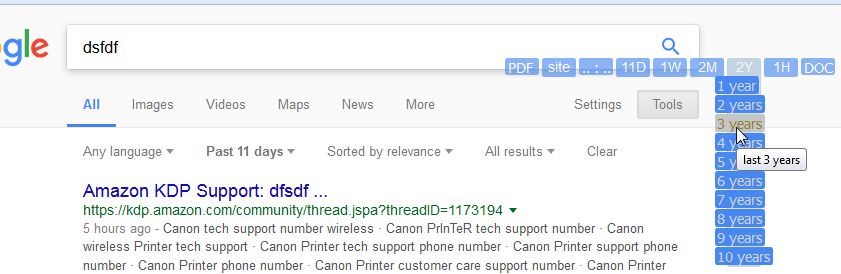 gle
dsfdf
PDF site .. : .. 11D 1W 2M 2Y 1H DOC
All Images Videos Maps News More Settings Tools
1 year
2 years
3 years
4
5
6 years
7 years
8 years
9 years
10 years
last 3 years
Any language Past 11 days Sorted by relevance All results Clear
Amazon KDP Support: dfsdf ...
https://kdp.amazon.com/community/thread.jspa?threadID=1173194
5 hours ago - Canon tech support number wireless · Canon PrInTeR tech support number · Canon
wireless Printer tech support · Canon Printer tech support phone number · Canon Printer support phone
number · Canon Printer customer care support number · Canon Printer tech support number · Canon Printer